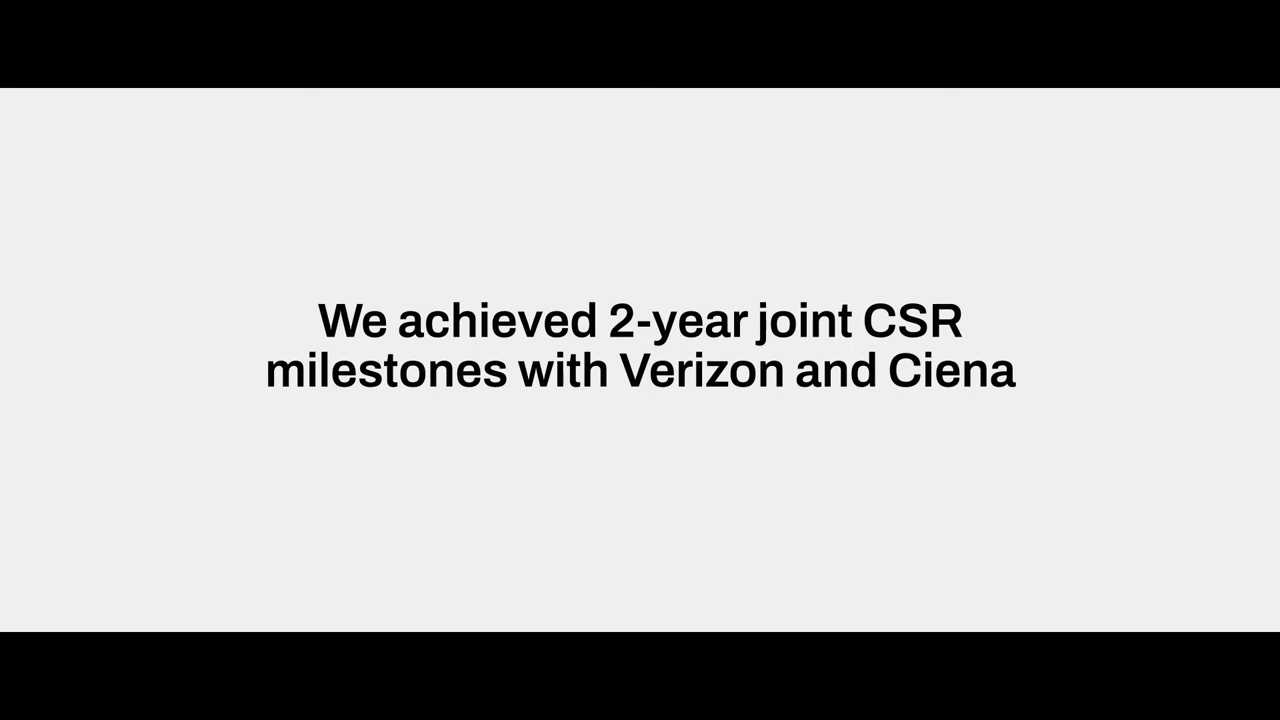 We achieved 2-year joint CSR
milestones with Verizon and Ciena